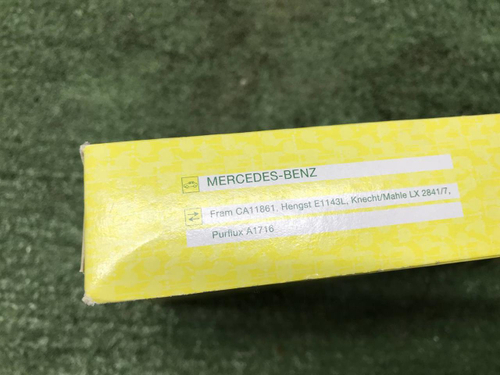 MERCEDES-BENZ
Fram CA11861, Hengst E1143L, Knecht/Mahle LX 2841/7,
Purflux A1716